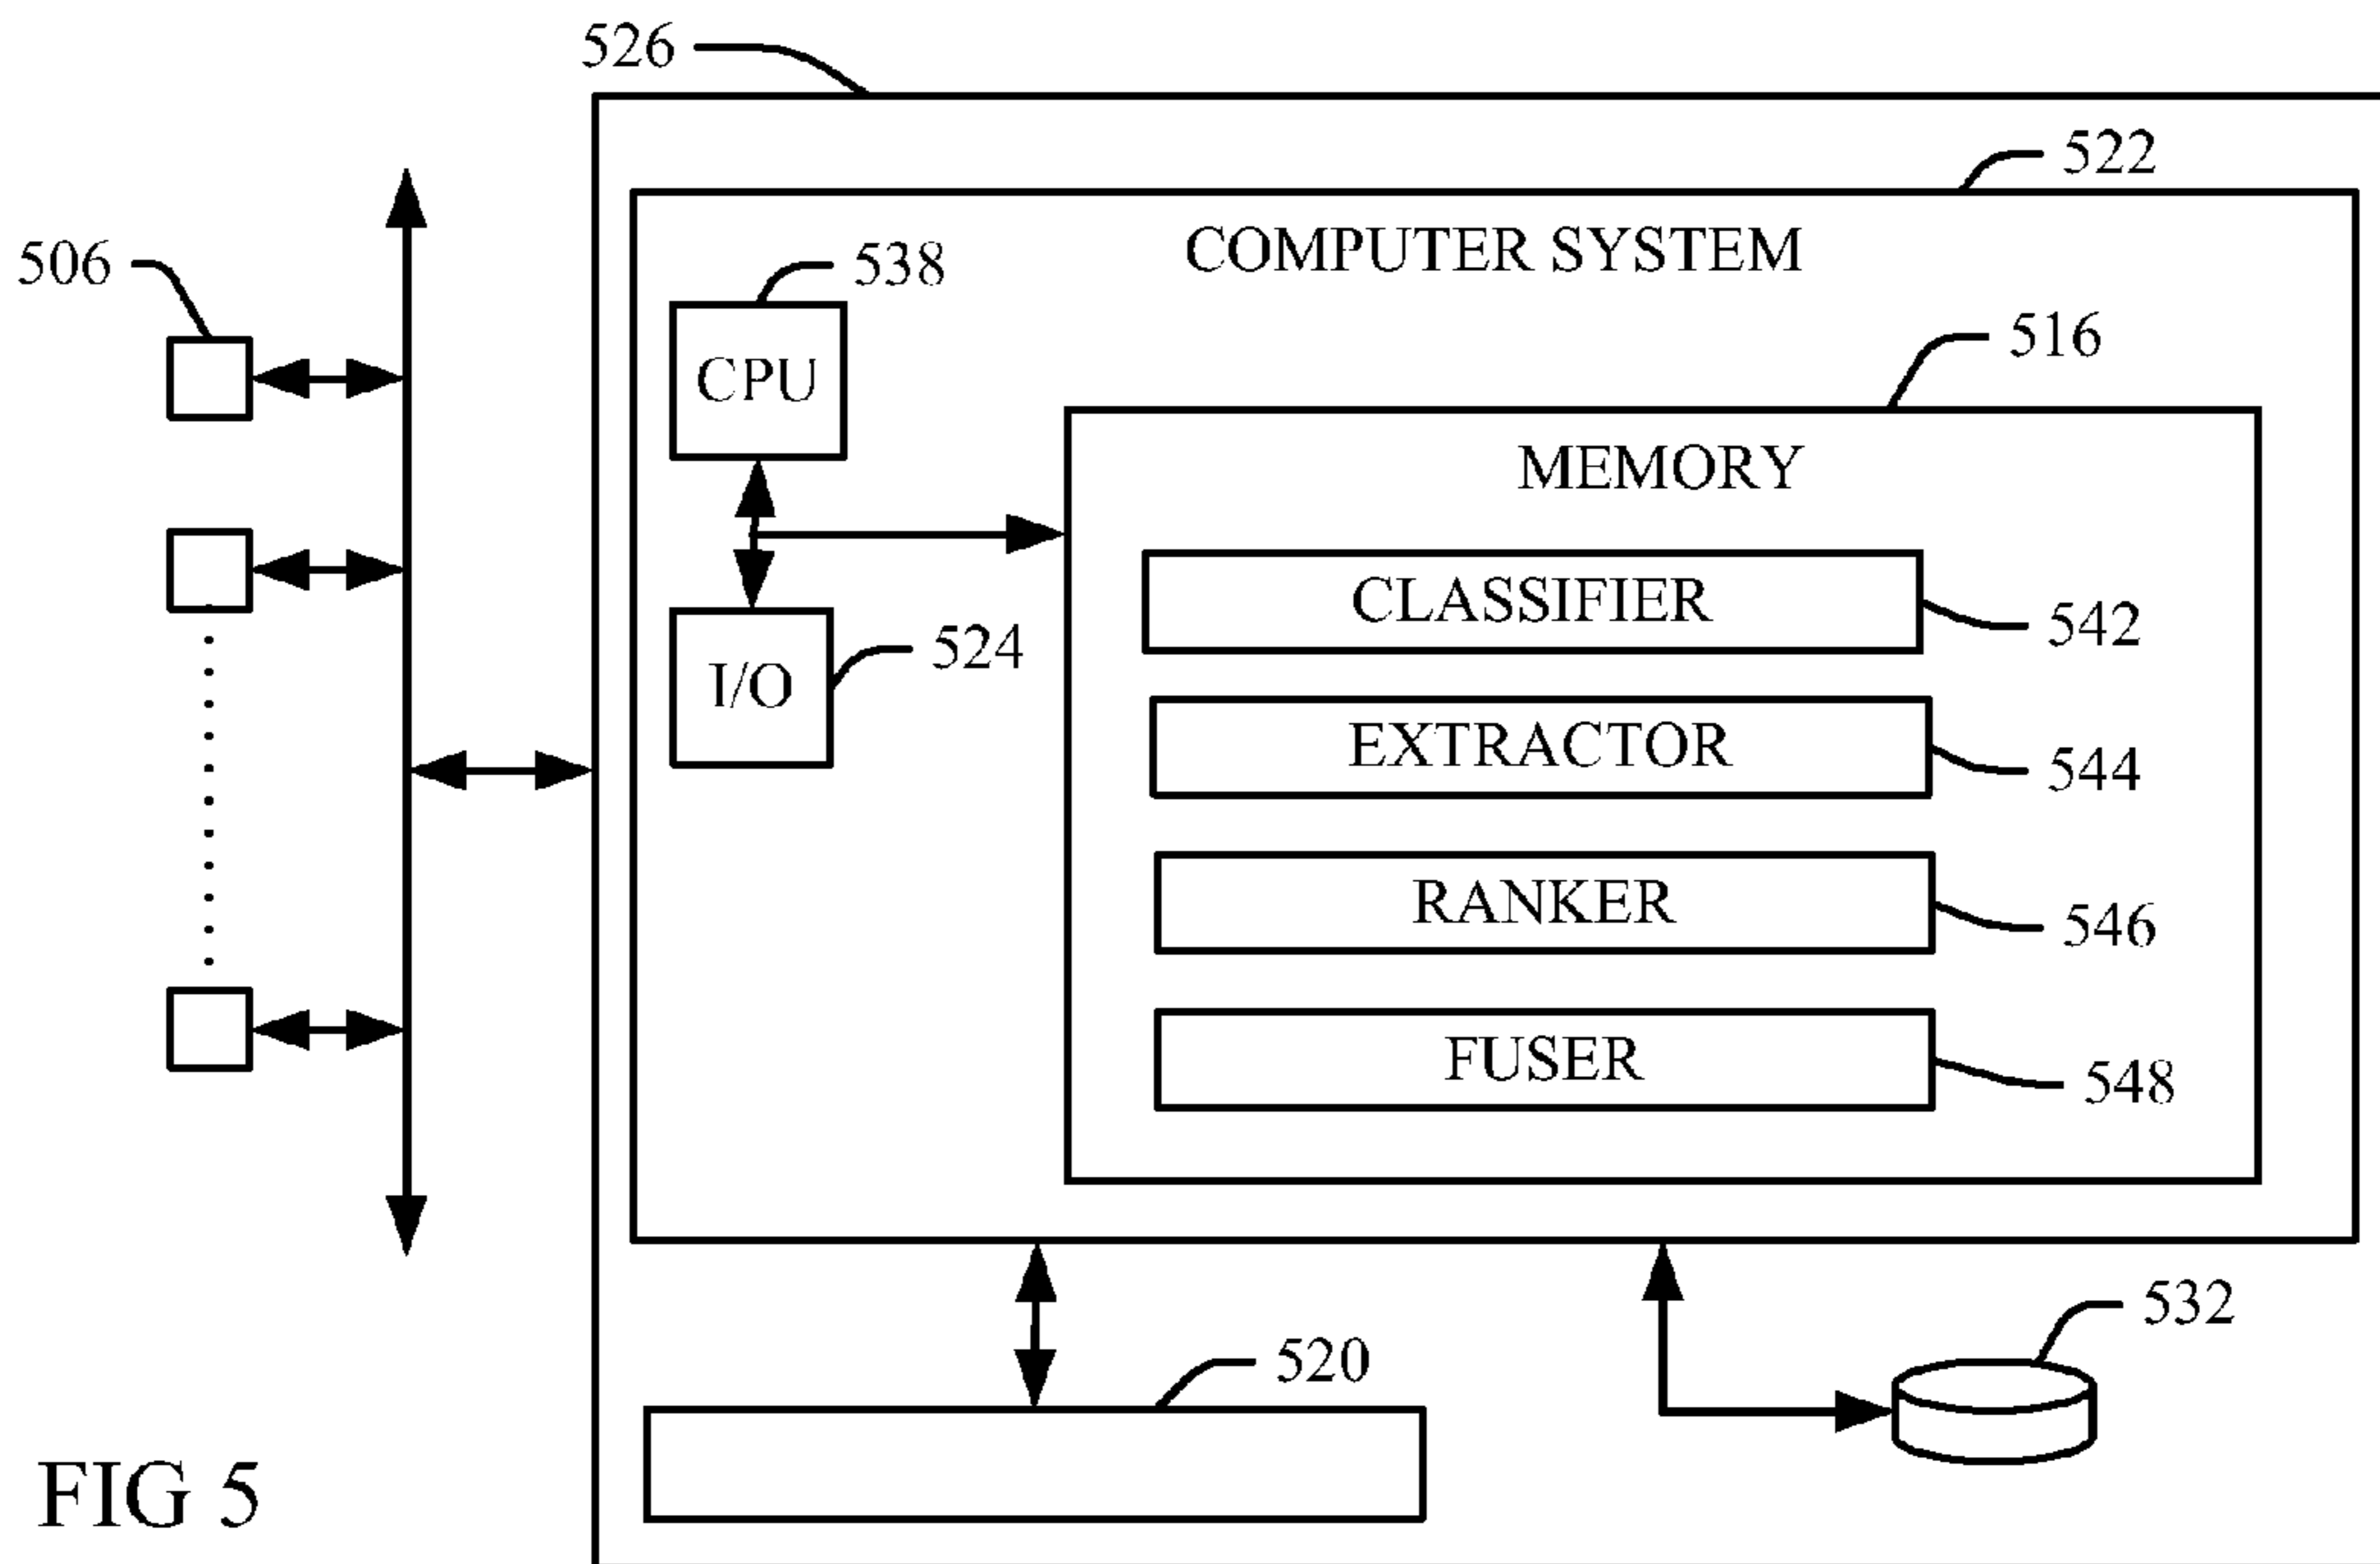 526
522
COMPUTER SYSTEM
506
538
516
CPU
MEMORY
CLASSIFIER
542
I/O
524
EXTRACTOR
544
RANKER
546
FUSER
548
532
520
FIG 5